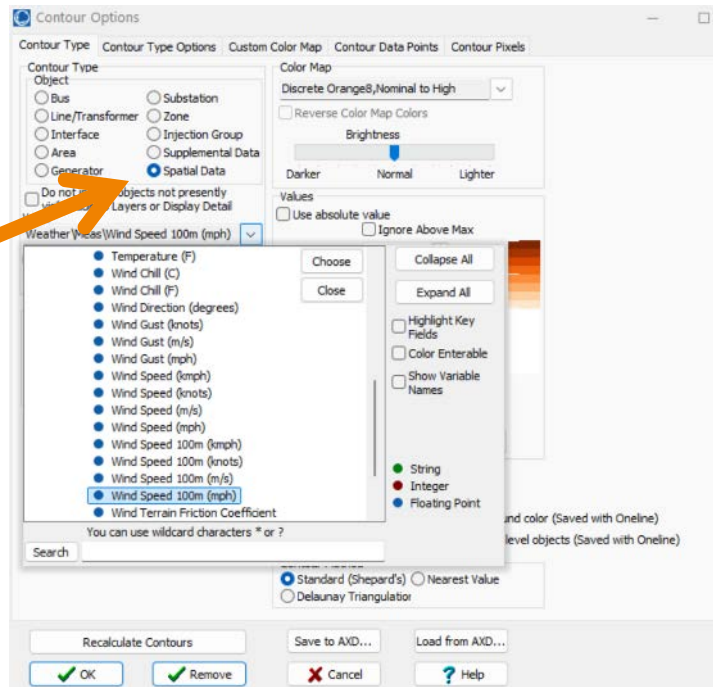 Contour Options
Contour Type Contour Type Options Custom Color Map Contour Data Points Contour Pixels
Contour Type
Object
Bus
Substation
Line/Transformer
Zone
Interface
Injection Group
Area
Supplemental Data
Generator
Spatial Data
Do not objects not presently
Layers or Display Detail
Weather\Meas\Wind Speed 100m (mph)
Color Map
Discrete Orange8,Nominal to High
Reverse Color Map Colors
Brightness
Darker Normal Lighter
Values
Use absolute value
Ignore Above Max
Temperature (F)
Wind Chill (C)
Wind Chill (F)
Wind Direction (degrees)
Wind Gust (knots)
Wind Gust (m/s)
Wind Gust (mph)
Wind Speed (kmph)
Wind Speed (knots)
Wind Speed (m/s)
Wind Speed (mph)
Wind Speed 100m (kmph)
Wind Speed 100m (knots)
Wind Speed 100m (m/s)
Wind Speed 100m (mph)
Wind Terrain Friction Coefficient
Choose
Close
Collapse All
Expand All
Highlight Key
Fields
Color Enterable
Show Variable
Names
String
Integer
Floating Point
You can use wildcard characters * or ?
Search
und color (Saved with Oneline)
level objects (Saved with Oneline)
Standard (Shepard's) Nearest Value
Delaunay Triangulation
Recalculate Contours
Save to AXD...
Load from AXD...
OK
Remove
Cancel
? Help